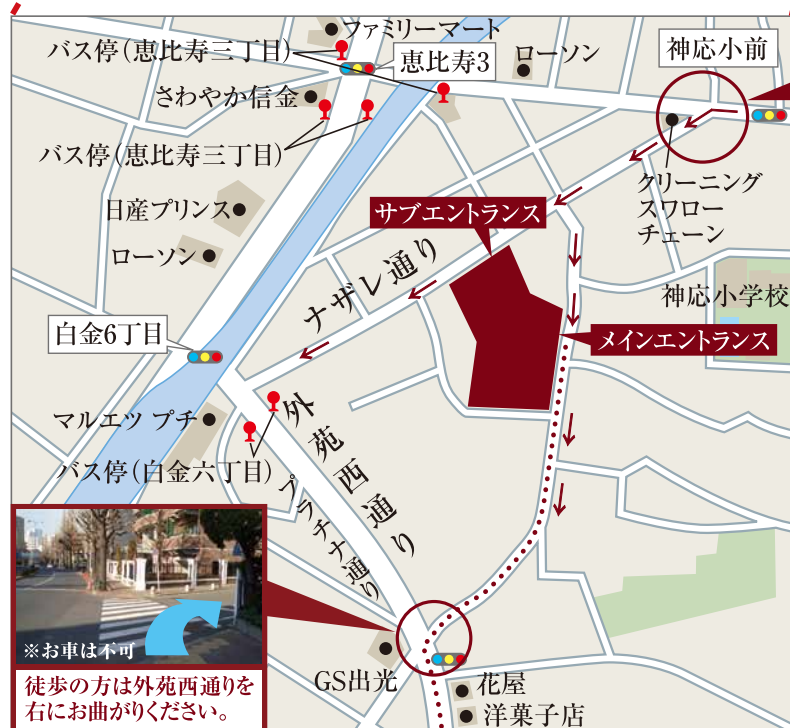 ファミリーマート
バス停(恵比寿三丁目)
恵比寿3
ローソン
神応小前
さわやか信金
バス停(恵比寿三丁目)
クリーニング
スワロー
チェーン
日産プリンス
サブエントランス
ローソン
ナザレ通り
神応小学校
白金6丁目
メインエントランス
マルエツ プチ
外苑西通り
バス停(白金六丁目)
プラチナ通り
※お車は不可
徒歩の方は外苑西通りを
右にお曲がりください。
GS出光
花屋
洋菓子店